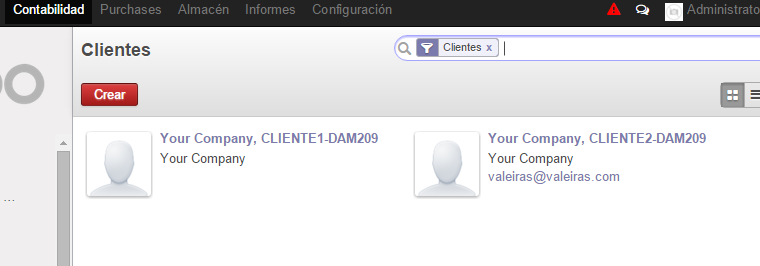 Contabilidad Purchases Almacén Informes Configuración Administrato
Clientes
Clientes x
Crear
Your Company, CLIENTE1-DAM209
Your Company
Your Company, CLIENTE2-DAM209
Your Company
valeiras@valeiras.com
...